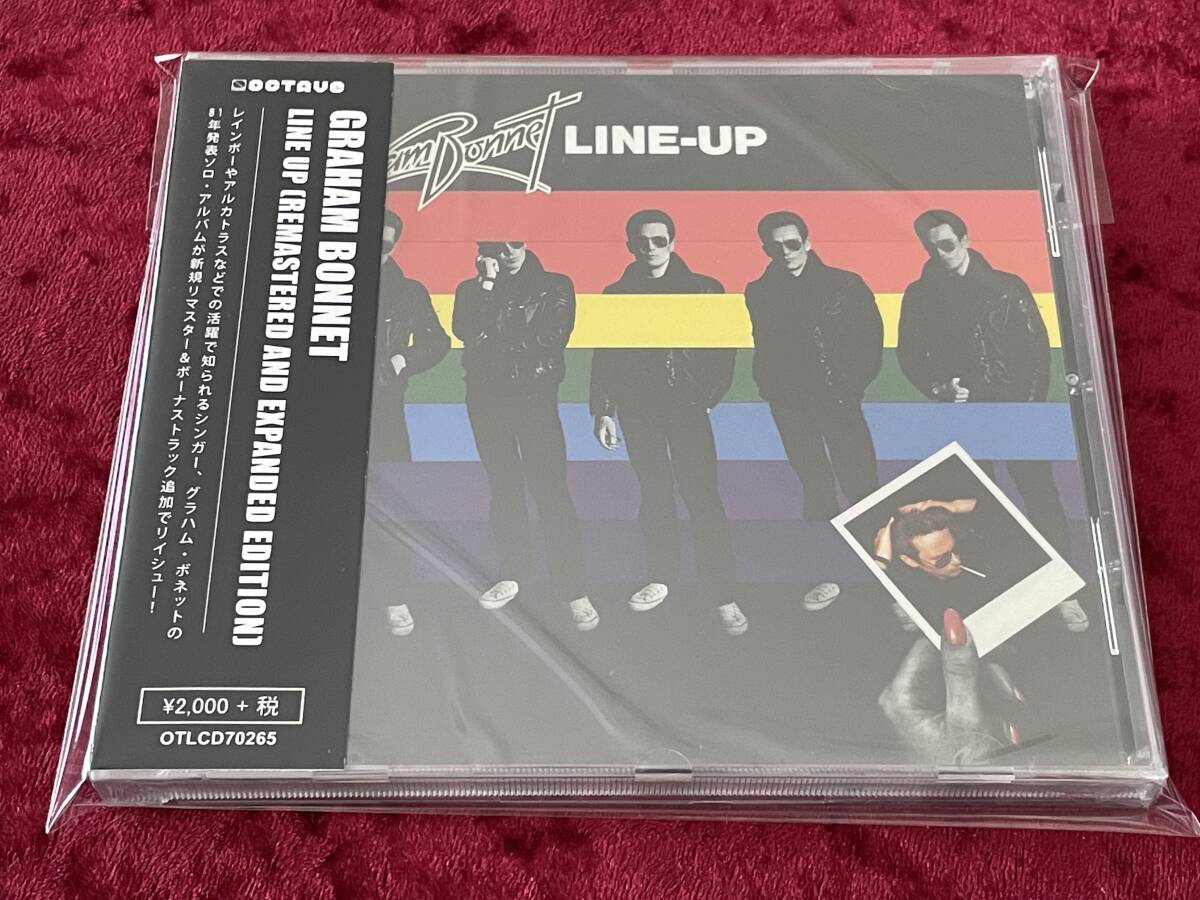 OCTAVE
GRAHAM BONNET
LINE UP (REMASTERED AND EXPANDED EDITION)
レインボーやアルカトラスなどでの活躍で知られるシンガー、グラハム・ボネットの
81年発表ソロ・アルバムが新規リマスター&ボーナストラック追加でリイシュー!
¥2,000 + 税
OTLCD70265
am Bonnet LINE-UP